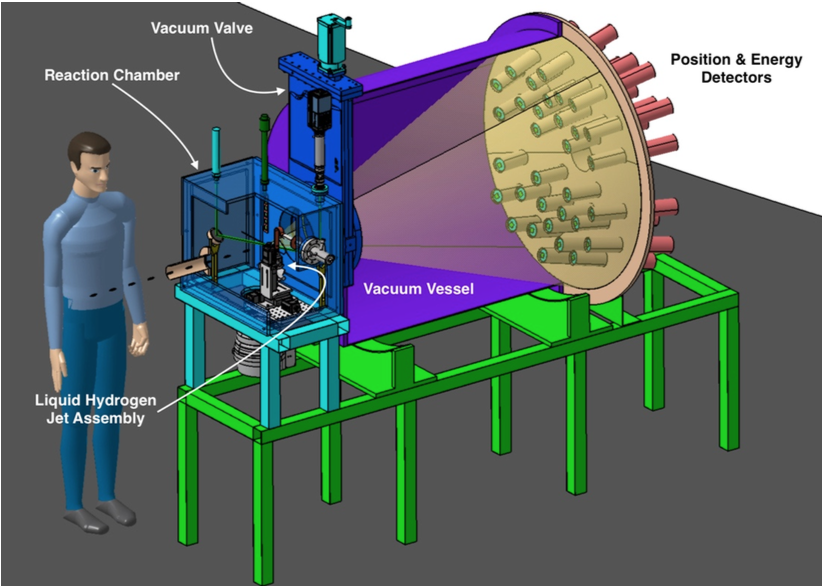 Vacuum Valve
Reaction Chamber
Position & Energy
Detectors
Vacuum Vessel
Liquid Hydrogen
Jet Assembly